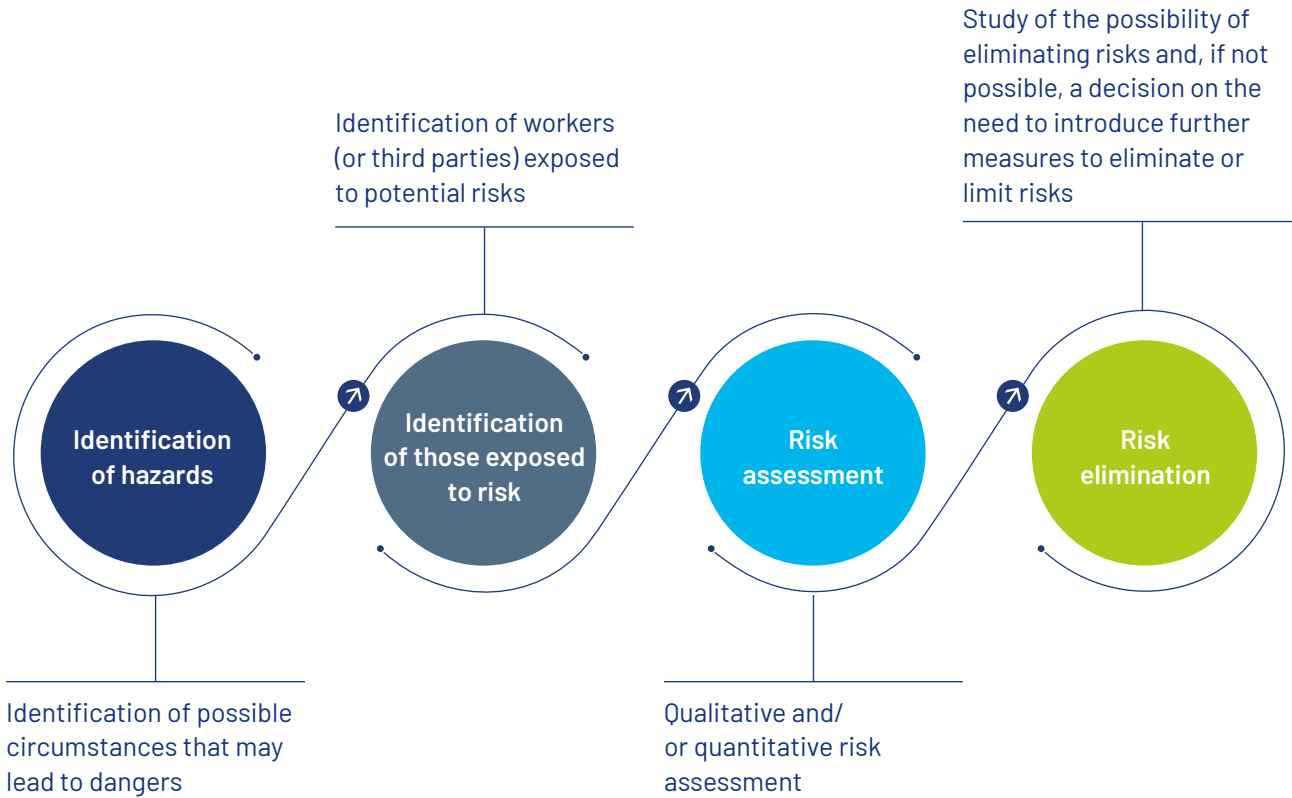 Identification
of hazards
Identification of possible
circumstances that may
lead to dangers
Identification of workers
(or third parties) exposed
to potential risks
Identification
of those exposed
to risk
Risk
assessment
Qualitative and/
or quantitative risk
assessment
Study of the possibility of
eliminating risks and, if not
possible, a decision on the
need to introduce further
measures to eliminate or
limit risks
Risk
elimination